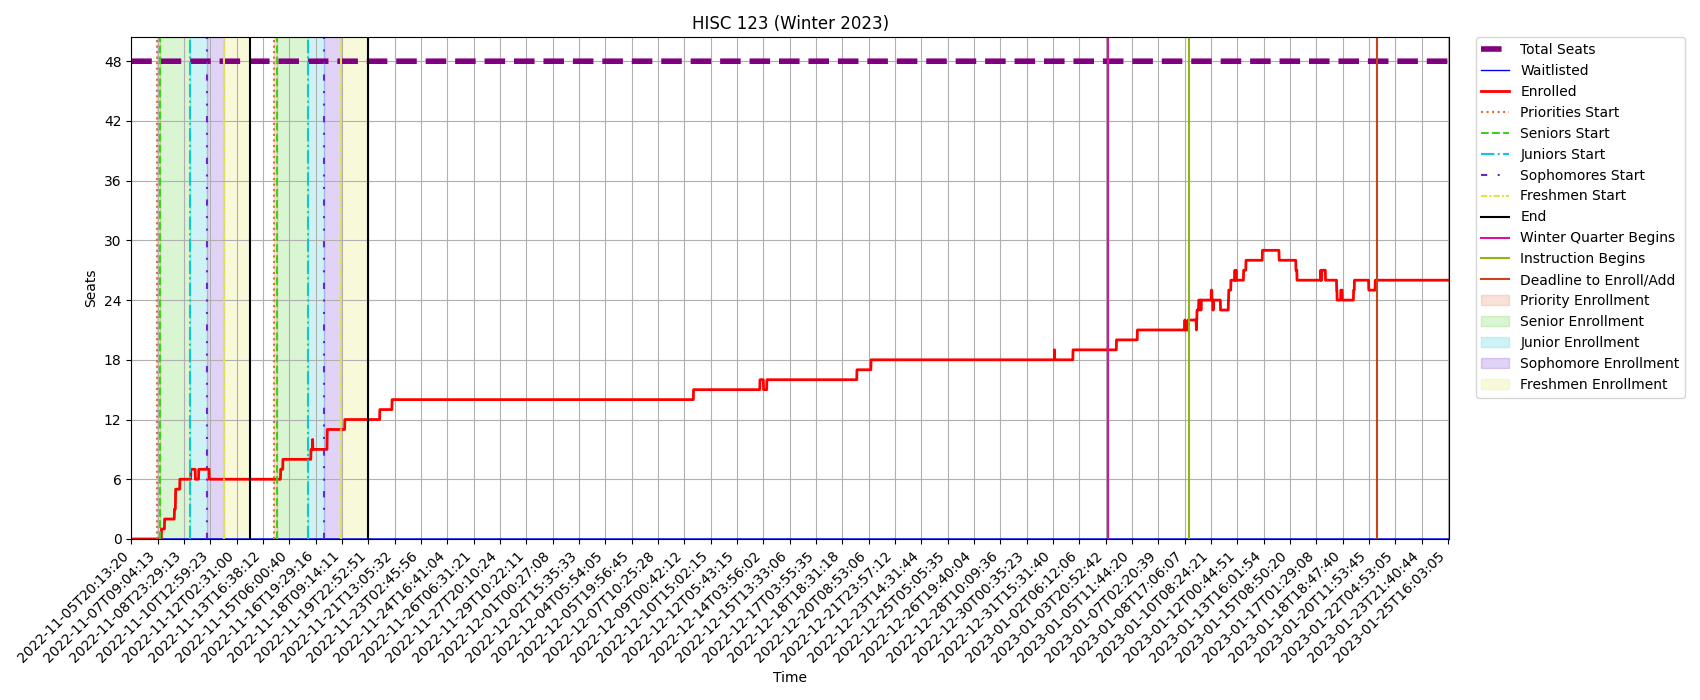 HISC 123 (Winter 2023)
Seats
48
42
36
30
24
18
12
6
0
2022-11-05T20:13:20
2022-11-07T09:04:13
2022-11-08T23:29:13
2022-11-10T12:59:23
2022-11-12T02:31:00
2022-11-13T16:38:12
2022-11-15T06:00:40
2022-11-16T19:29:16
2022-11-18T09:14:11
2022-11-19T22:52:51
2022-11-21T13:05:32
2022-11-23T02:45:56
2022-11-24T16:41:04
2022-11-26T06:31:21
2022-11-27T20:10:24
2022-11-29T10:22:11
2022-12-01T00:27:08
2022-12-02T15:35:33
2022-12-04T05:54:05
2022-12-05T19:56:45
2022-12-07T10:25:28
2022-12-09T00:42:12
2022-12-10T15:02:15
2022-12-12T05:43:15
2022-12-14T03:56:02
2022-12-15T13:33:06
2022-12-17T03:55:35
2022-12-18T18:31:18
2022-12-20T08:53:06
2022-12-21T23:57:12
2022-12-23T14:31:44
2022-12-25T05:05:35
2022-12-26T19:40:04
2022-12-28T10:09:36
2022-12-30T00:35:23
2022-12-31T15:31:40
2023-01-02T06:12:06
2023-01-03T20:52:42
2023-01-05T11:44:20
2023-01-07T02:20:39
2023-01-08T17:06:07
2023-01-10T08:24:21
2023-01-12T00:44:51
2023-01-13T16:01:54
2023-01-15T08:50:20
2023-01-17T01:29:08
2023-01-18T18:47:40
2023-01-20T11:53:45
2023-01-22T04:53:05
2023-01-23T21:40:44
2023-01-25T16:03:05
Time
Total Seats
Waitlisted
Enrolled
Priorities Start
Seniors Start
Juniors Start
Sophomores Start
Freshmen Start
End
Winter Quarter Begins
Instruction Begins
Deadline to Enroll/Add
Priority Enrollment
Senior Enrollment
Junior Enrollment
Sophomore Enrollment
Freshmen Enrollment